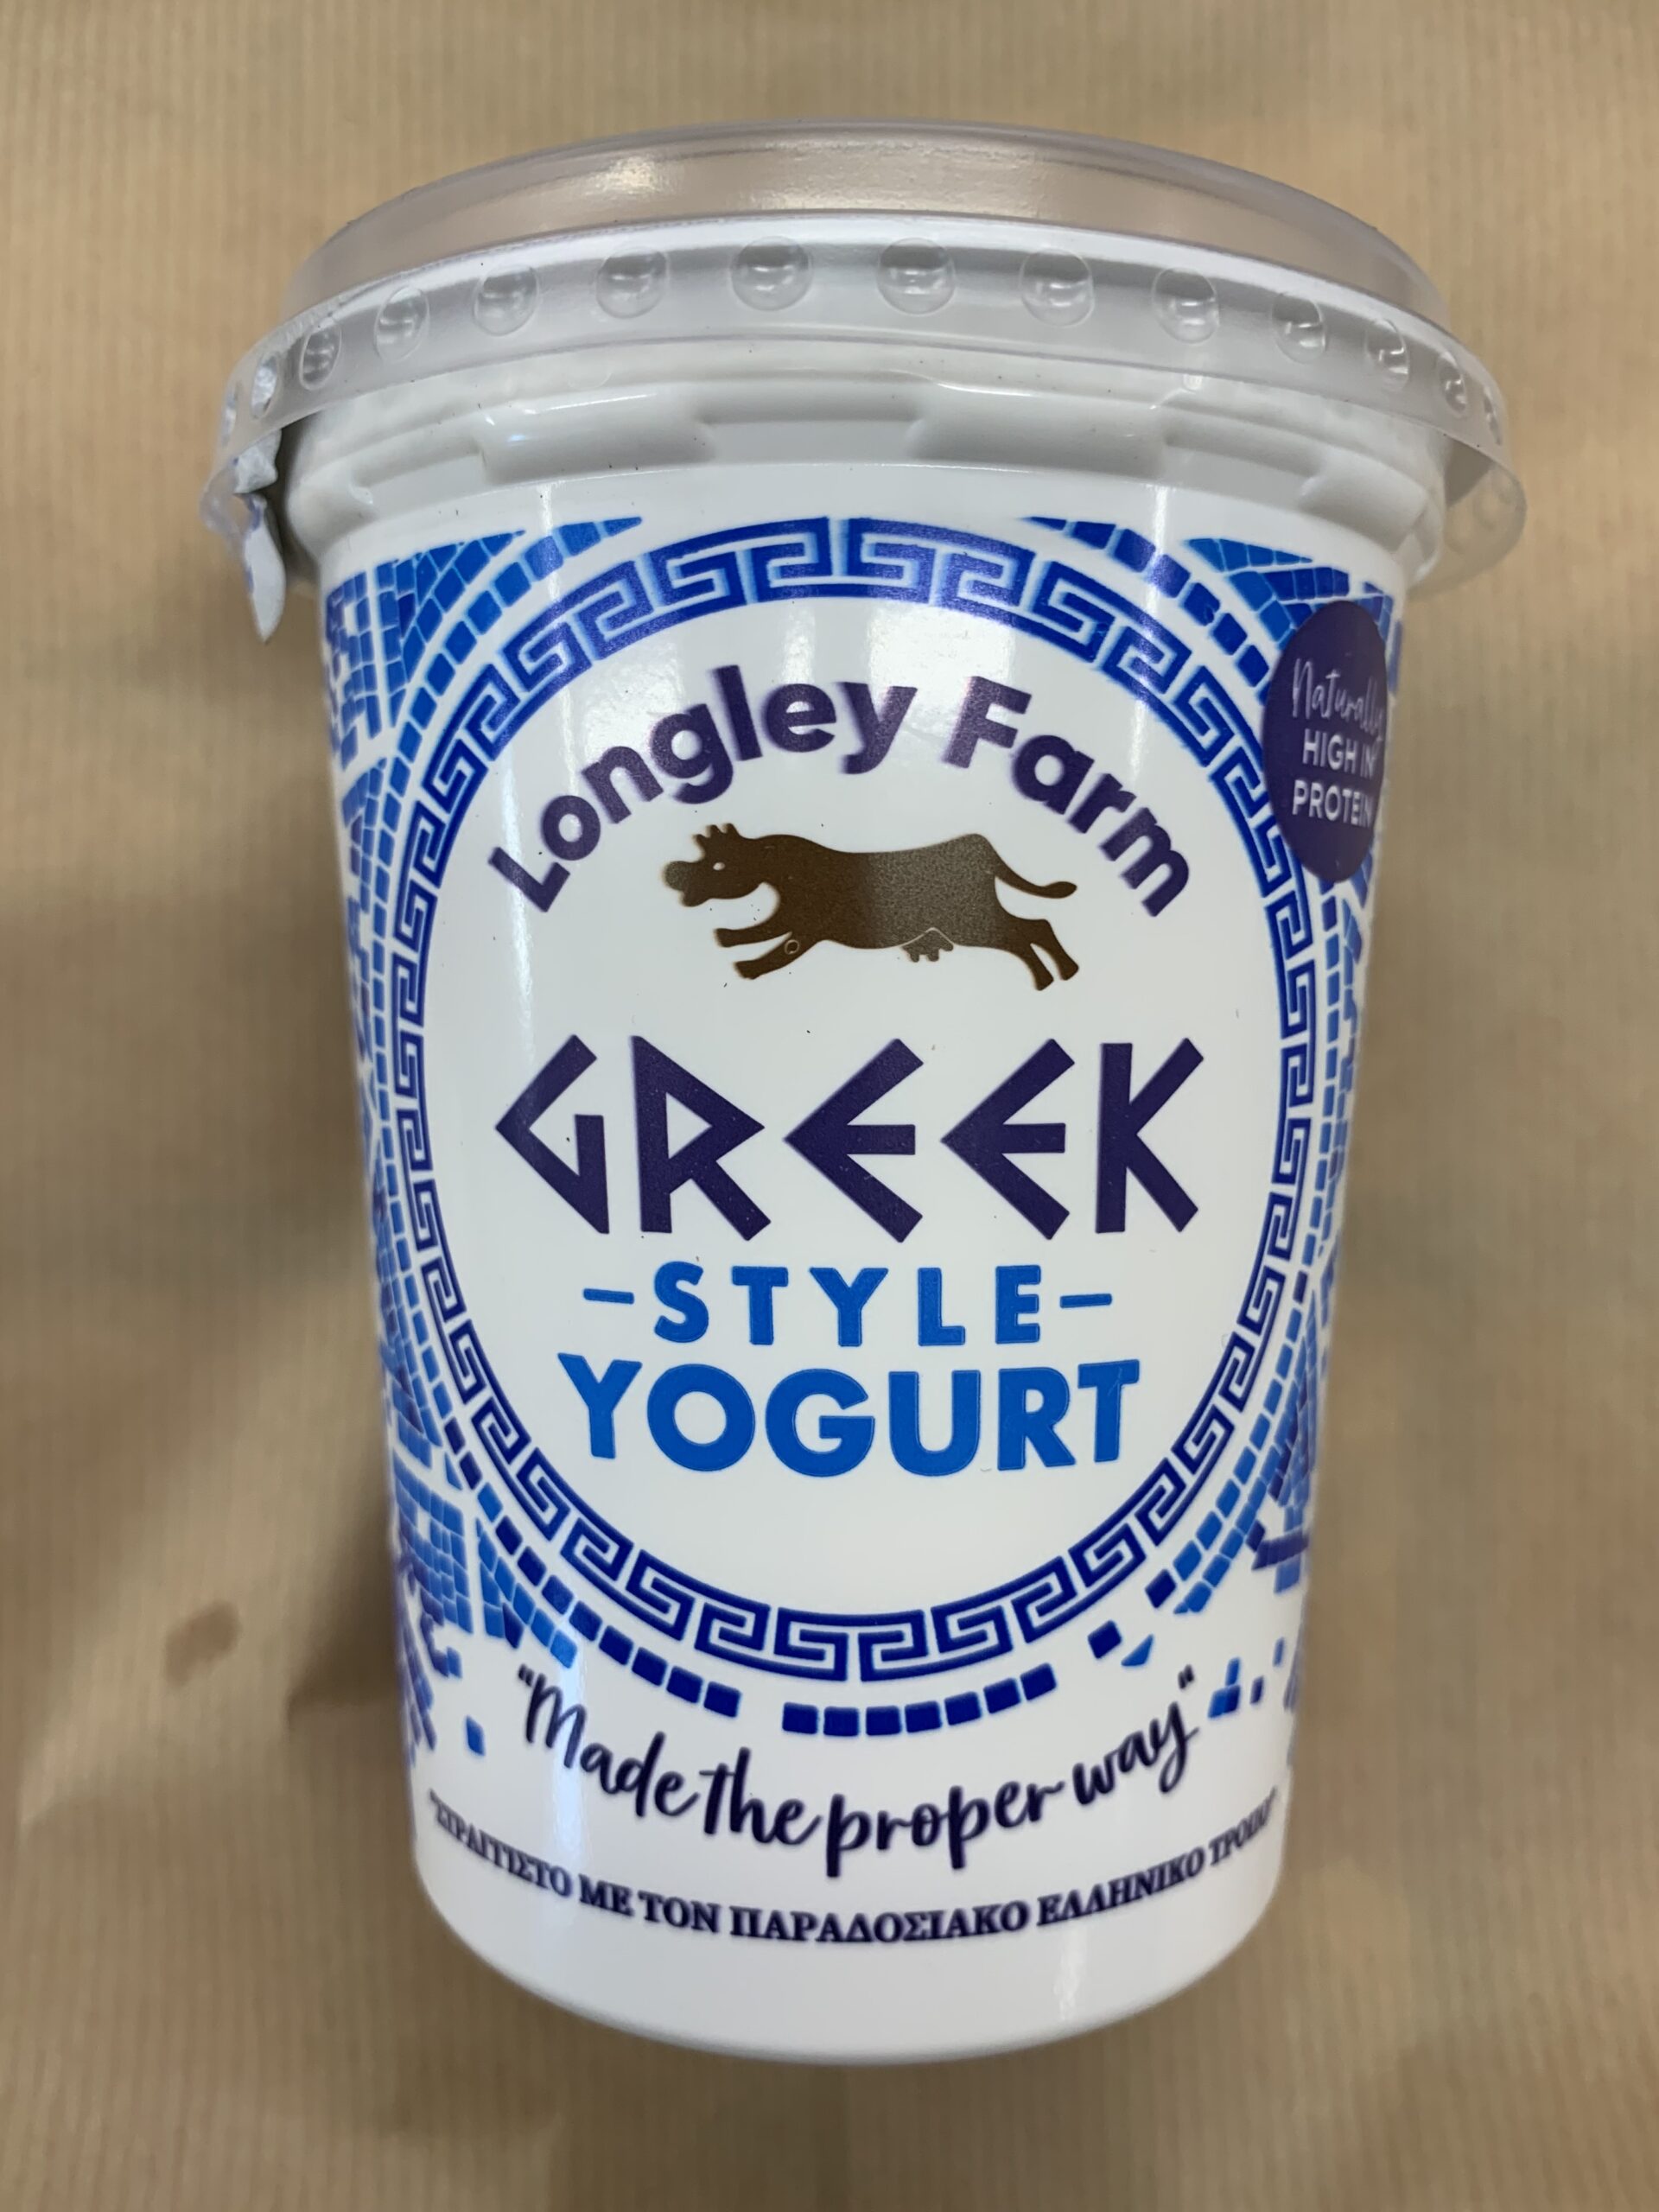 Longley Farm
Naturally
HIGH IN
PROTEIN
GREEK
-STYLE-
YOGURT
"Made the proper way"
"ΣΤΡΑΓΓΙΣΤΟ ΜΕ ΤΟΝ ΠΑΡΑΔΟΣΙΑΚΟ ΕΛΛΗΝΙΚΟ ΤΡΟΠΟ"